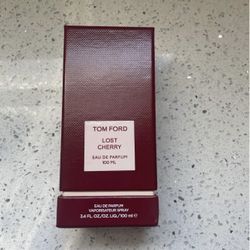 TOM FORD
LOST
CHERRY
EAU DE PARFUM
100 ML
EAU DE PARFUM
VAPORISATEUR SPRAY
3.4 FL.OZ./OZ.LIQ./100 ml ℮